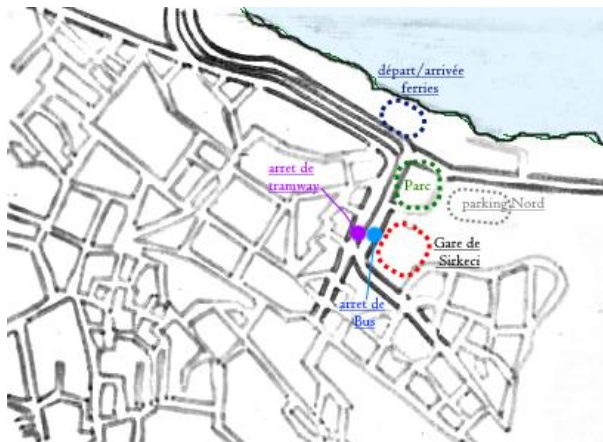 départ/arrivée
ferries
arret de
tramway
Parc
parking Nord
Gare de
Sirkeci
arret de
Bus